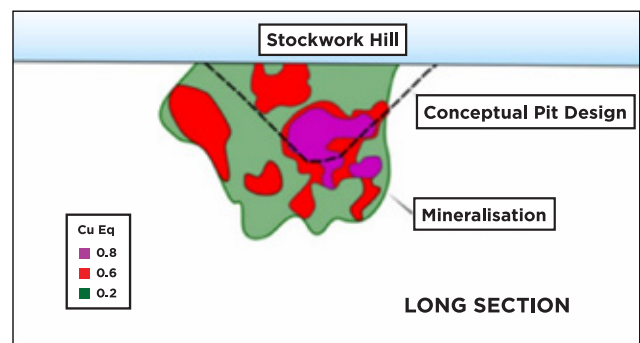 Stockwork Hill
Conceptual Pit Design
Mineralisation
Cu Eq
0.8
0.6
0.2
LONG SECTION